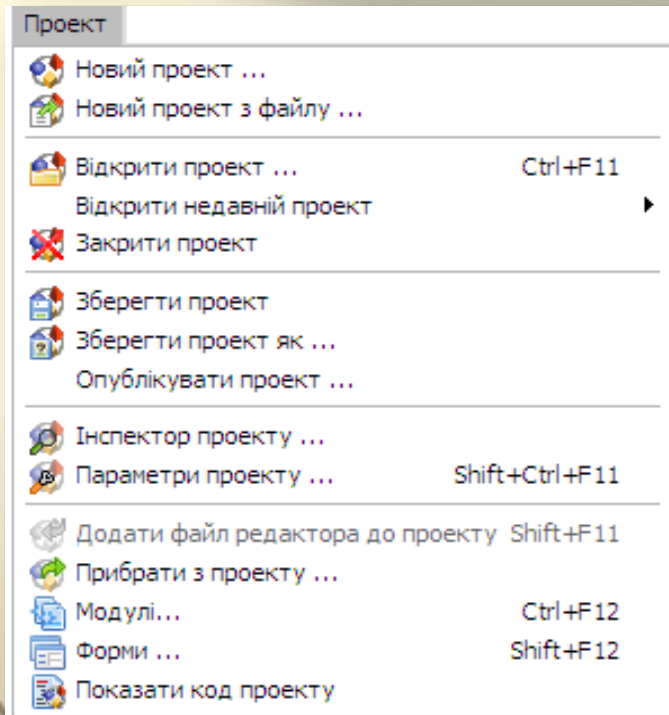 Проект
Новий проект ...
Новий проект з файлу ...
Відкрити проект ... Ctrl+F11
Відкрити недавній проект
Закрити проект
Зберегти проект
Зберегти проект як ...
Опублікувати проект ...
Інспектор проекту ...
Параметри проекту ... Shift+Ctrl+F11
Додати файл редактора до проекту Shift+F11
Прибрати з проекту ...
Модулі... Ctrl+F12
Форми ... Shift+F12
Показати код проекту